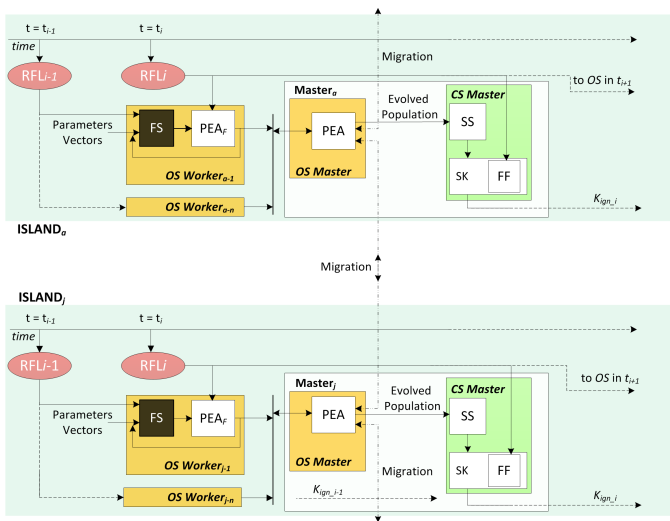 t = ti-1
t = ti
time
Migration
RFLi-1
RFLi
to OS in ti+1
Mastera
CS Master
Evolved
Population
Parameters
Vectors
FS
PEAF
PEA
SS
OS Workera-1
OS Master
SK
FF
OS Workera-n
Kign_i
ISLANDa
Migration
ISLANDj
t = ti-1
t = ti
time
RFLi-1
RFLi
to OS in ti+1
Masterj
CS Master
Evolved
Population
Parameters
Vectors
FS
PEAF
PEA
SS
OS Workerj-1
OS Master
Migration
SK
FF
OS Workerj-n
Kign_i-1
Kign_i